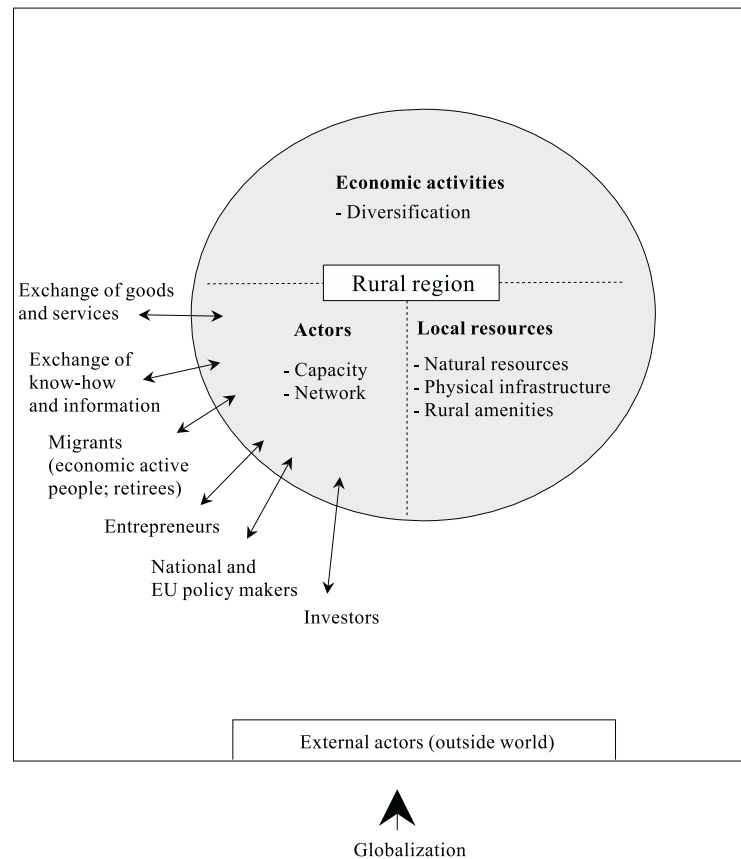 Economic activities
- Diversification
Rural region
Exchange of goods
and services
Actors
- Capacity
- Network
Local resources
- Natural resources
- Physical infrastructure
- Rural amenities
Exchange of
know-how
and information
Migrants
(economic active
people; retirees)
Entrepreneurs
National and
EU policy makers
Investors
External actors (outside world)
Globalization